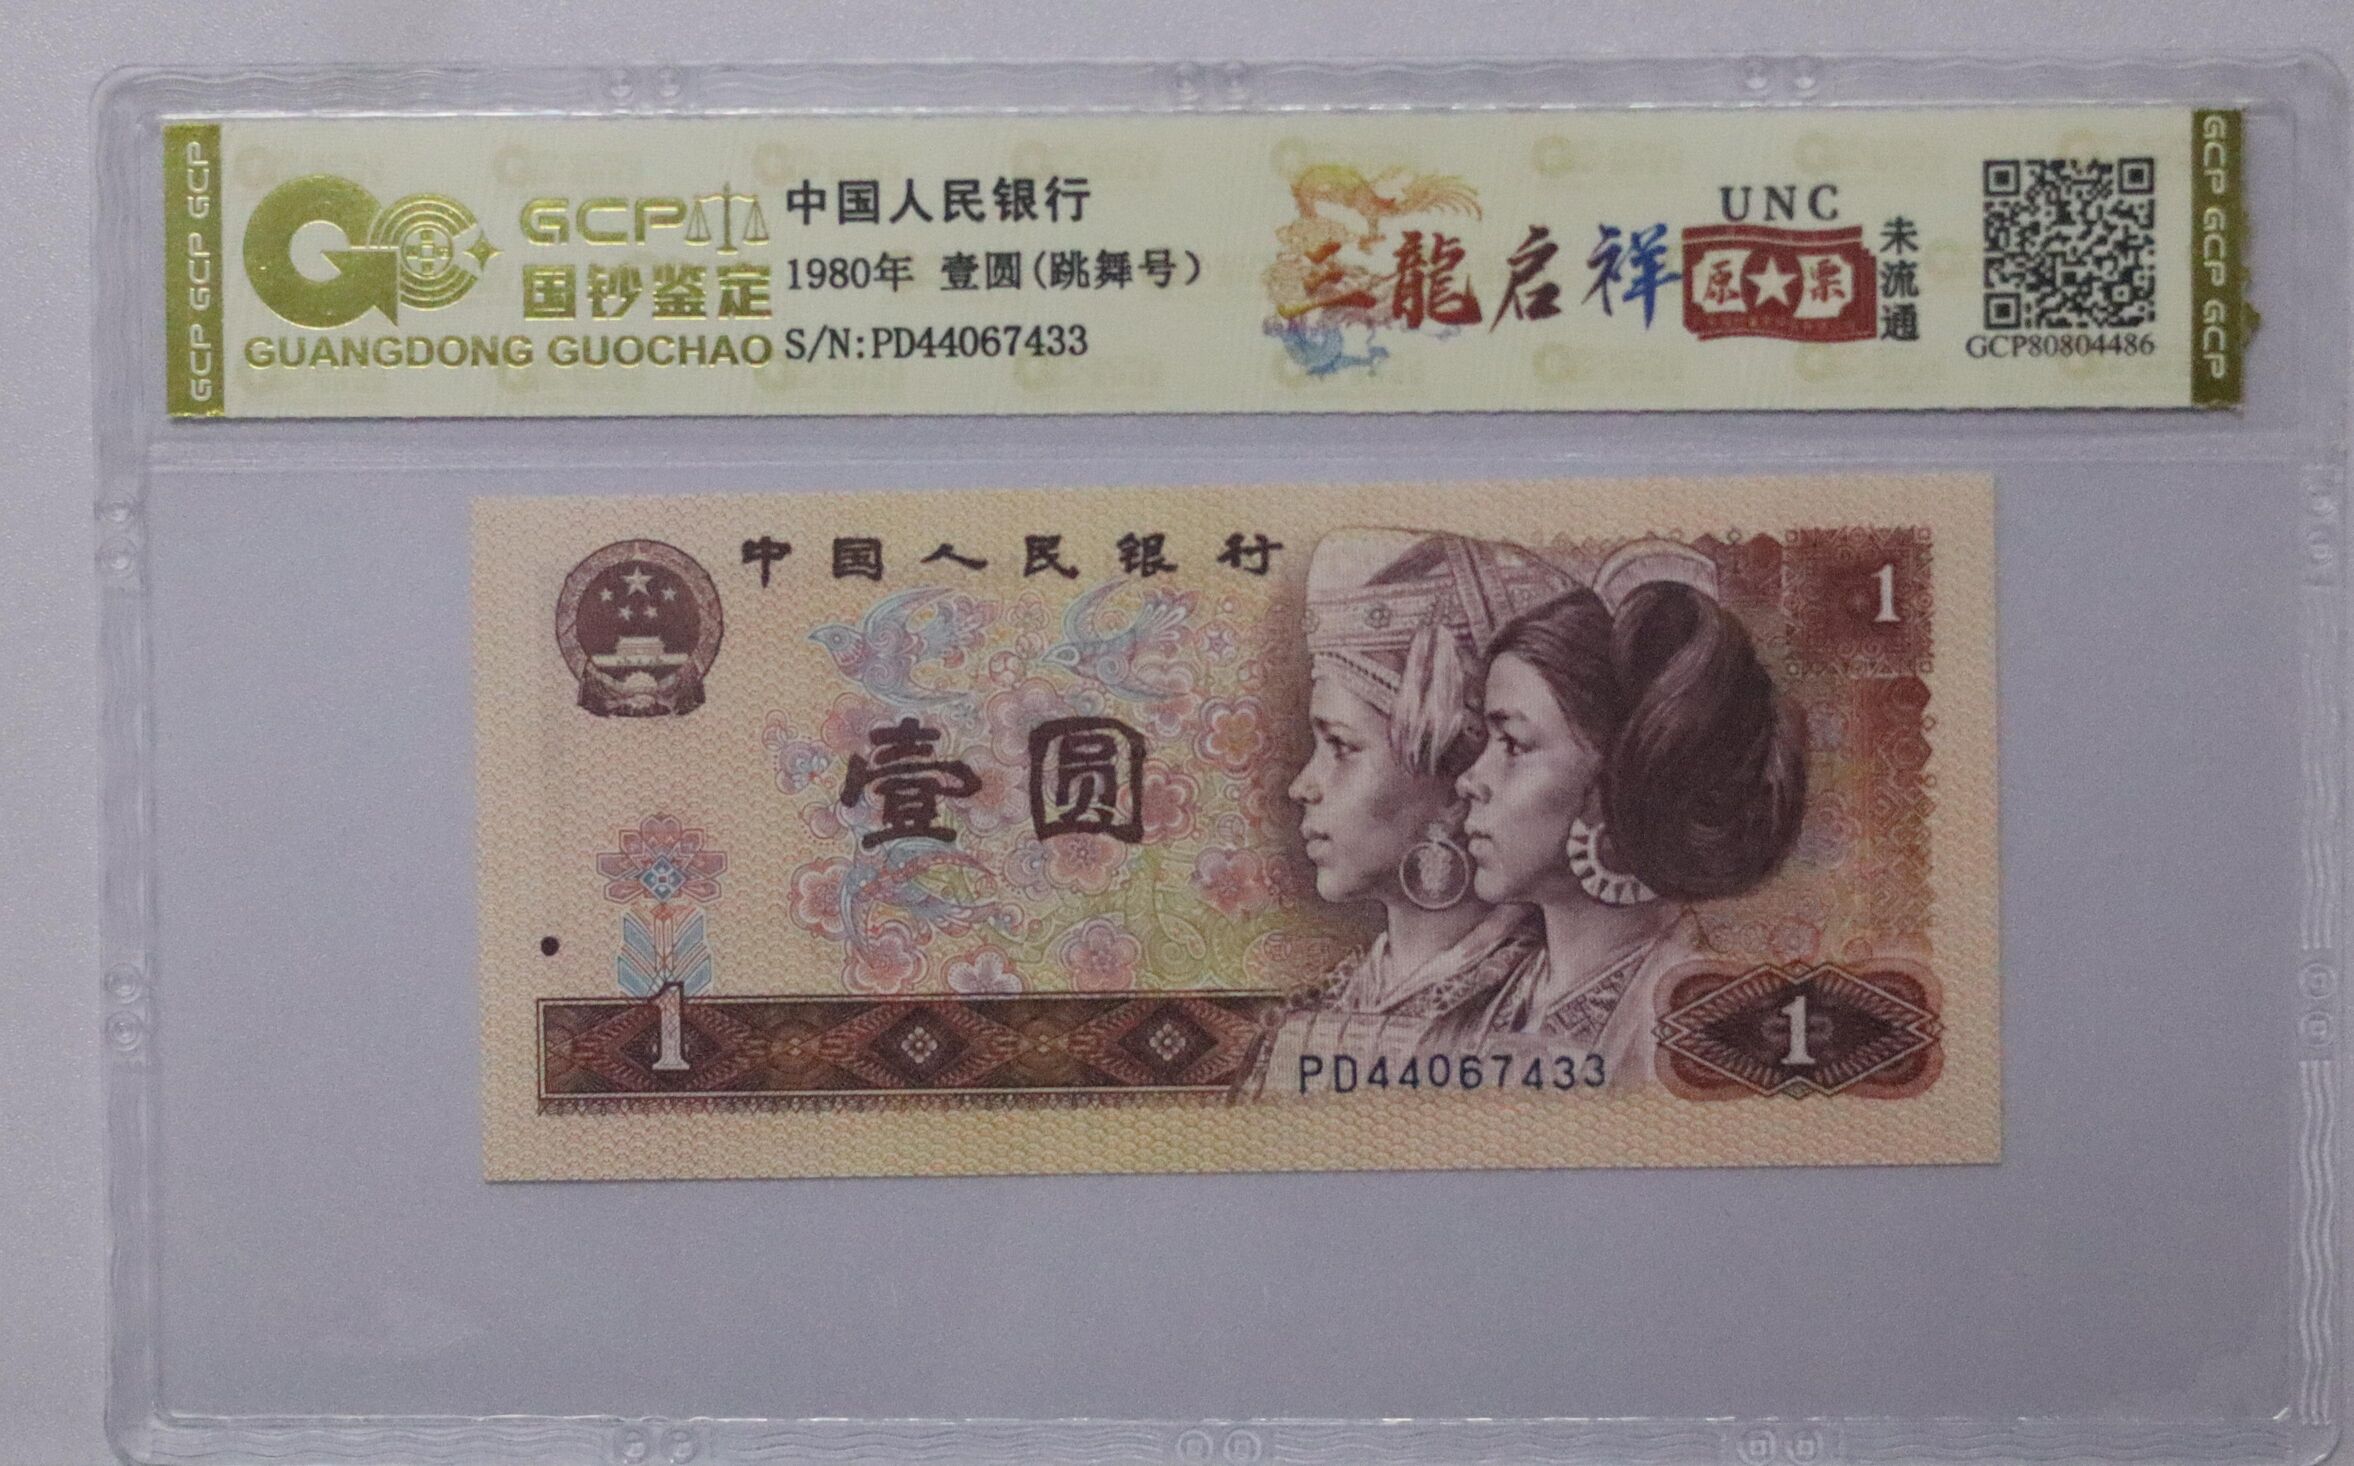 GCP GCP GCP
GCP
国钞鉴定
GUANGDONG GUOCHAO
中国人民银行
1980年 壹圆(跳舞号)
S/N:PD44067433
三龍启祥
UNC
原票
未流通
GCP80804486
GCP GCP GCP
中国人民银行
1
壹圆
1
PD44067433
1